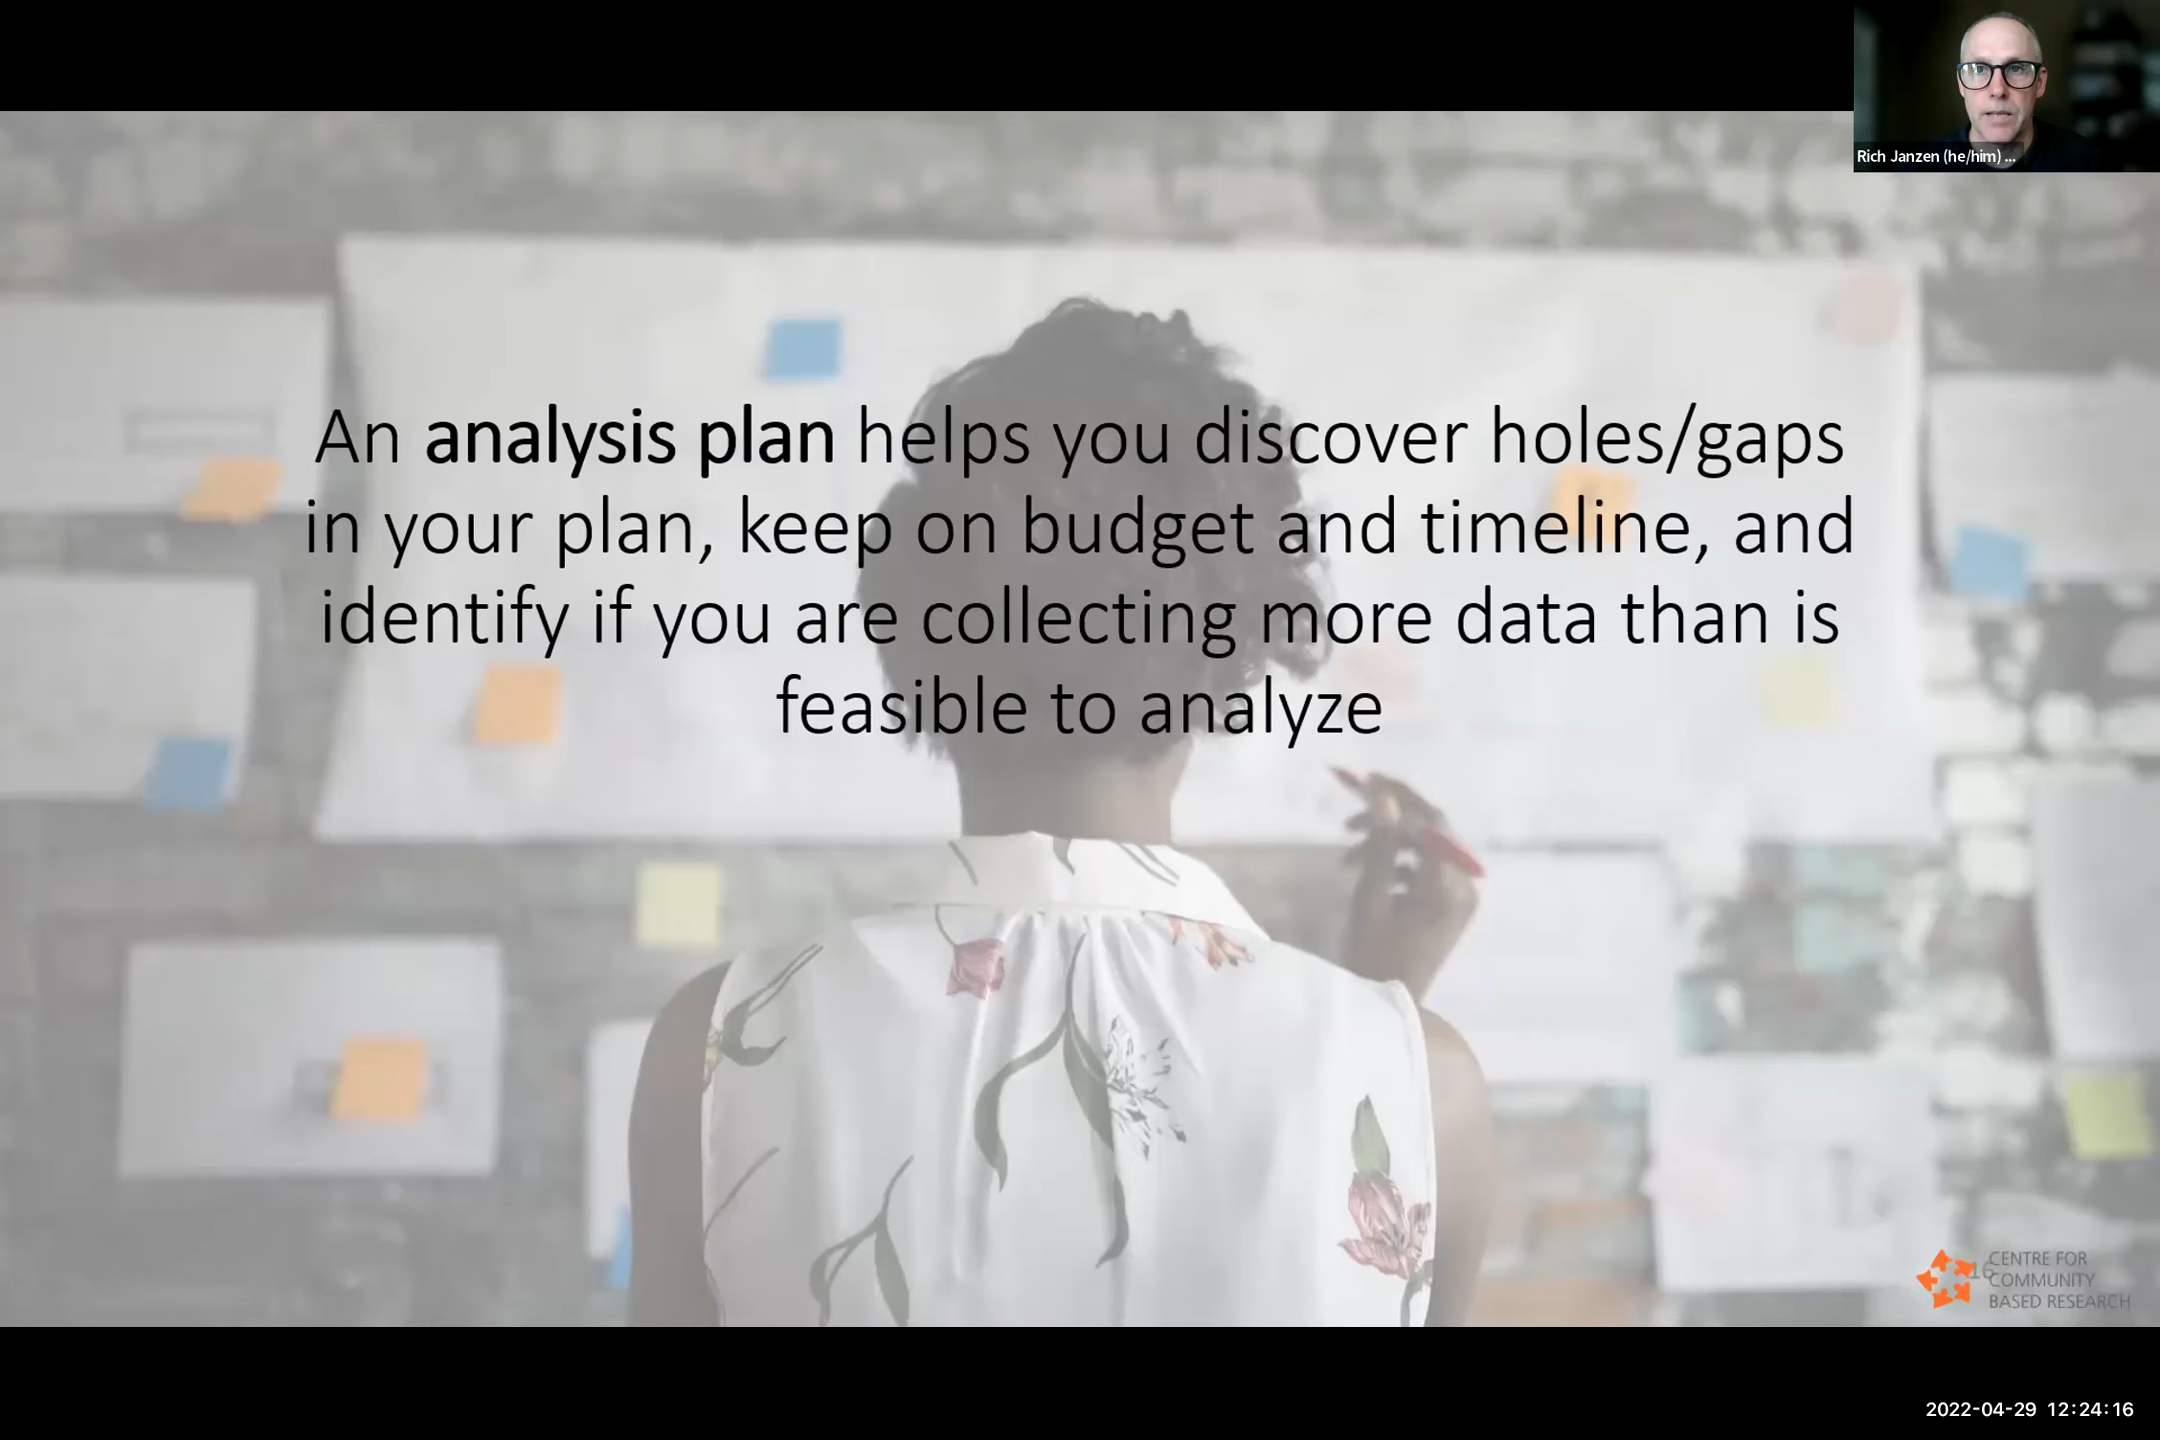 Rich Janzen (he/him) ...
An analysis plan helps you discover holes/gaps
in your plan, keep on budget and timeline, and
identify if you are collecting more data than is
feasible to analyze
16
CENTRE FOR
COMMUNITY
BASED RESEARCH
2022-04-29 12:24:16